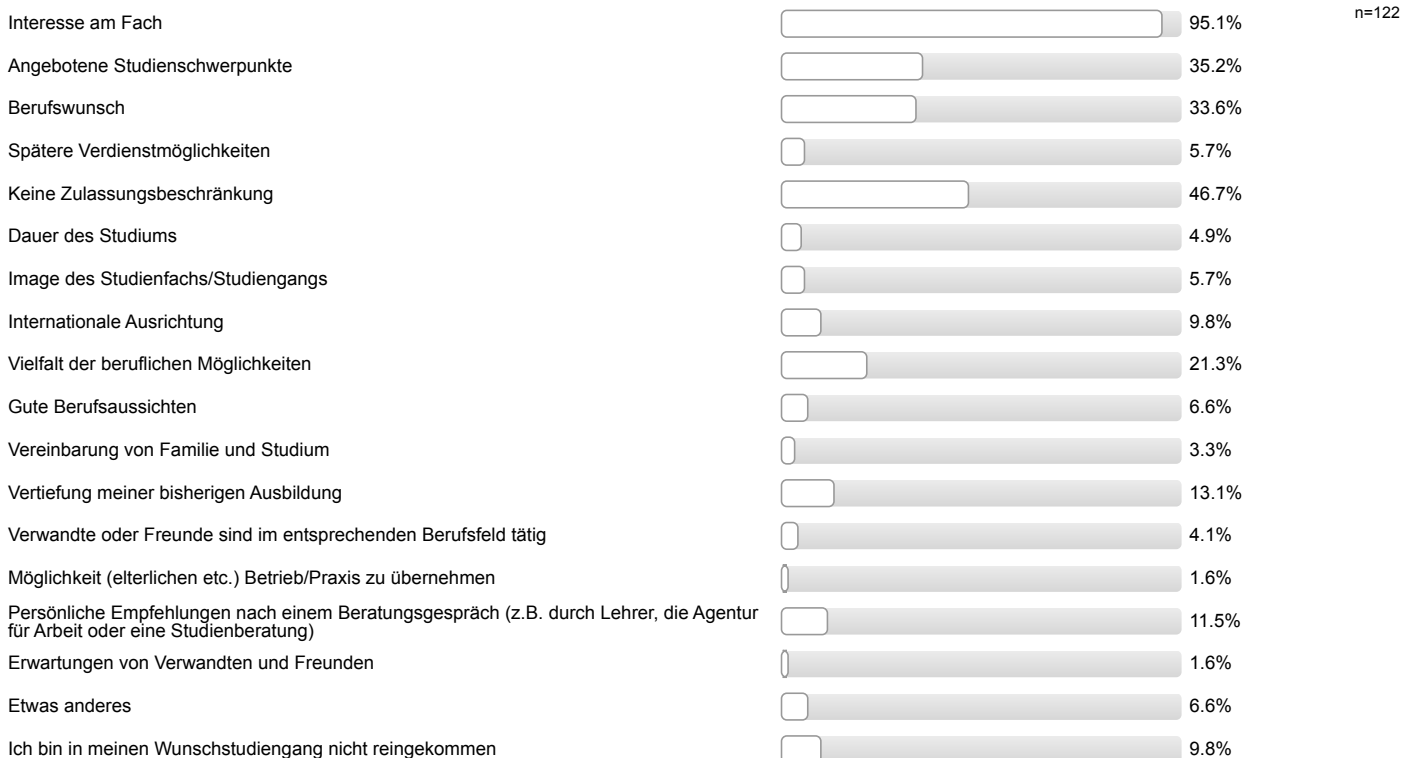 Interesse am Fach 95.1% n=122
Angebotene Studienschwerpunkte 35.2%
Berufswunsch 33.6%
Spätere Verdienstmöglichkeiten 5.7%
Keine Zulassungsbeschränkung 46.7%
Dauer des Studiums 4.9%
Image des Studienfachs/Studiengangs 5.7%
Internationale Ausrichtung 9.8%
Vielfalt der beruflichen Möglichkeiten 21.3%
Gute Berufsaussichten 6.6%
Vereinbarung von Familie und Studium 3.3%
Vertiefung meiner bisherigen Ausbildung 13.1%
Verwandte oder Freunde sind im entsprechenden Berufsfeld tätig 4.1%
Möglichkeit (elterlichen etc.) Betrieb/Praxis zu übernehmen 1.6%
Persönliche Empfehlungen nach einem Beratungsgespräch (z.B. durch Lehrer, die Agentur
für Arbeit oder eine Studienberatung) 11.5%
Erwartungen von Verwandten und Freunden 1.6%
Etwas anderes 6.6%
Ich bin in meinen Wunschstudiengang nicht reingekommen 9.8%